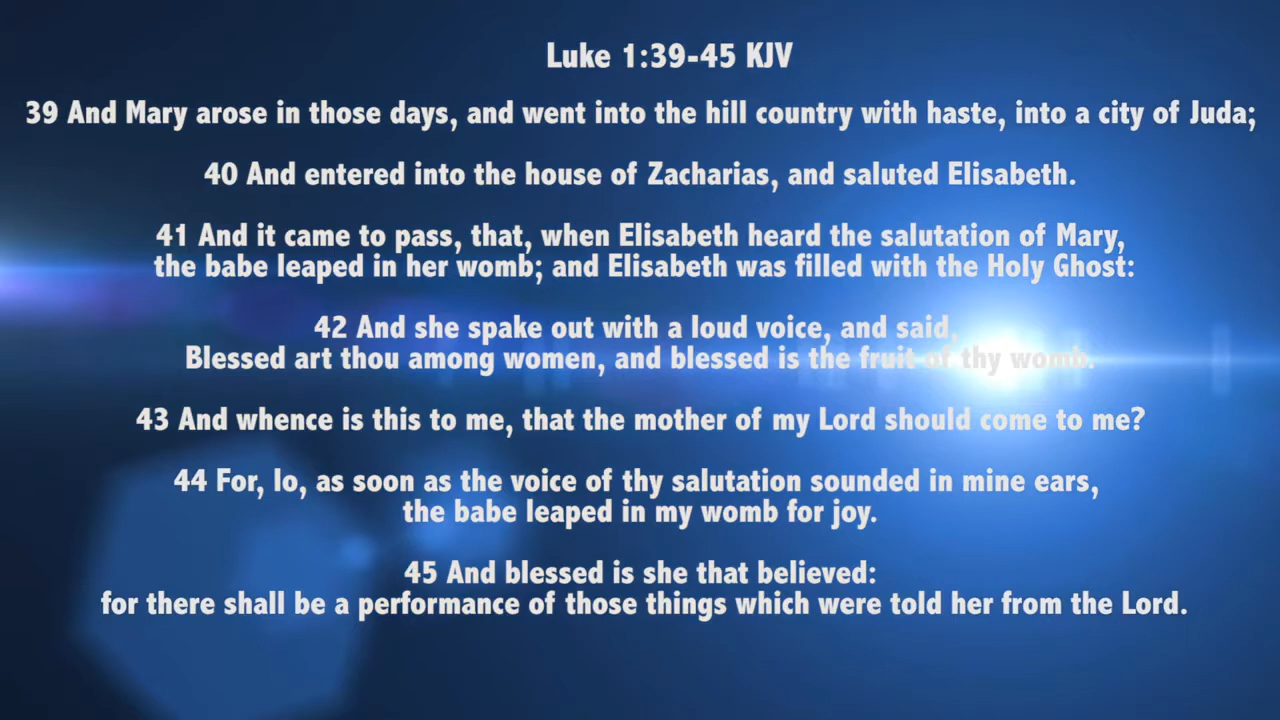 Luke 1:39-45 KJV
39 And Mary arose in those days, and went into the hill country with haste, into a city of Juda;
40 And entered into the house of Zacharias, and saluted Elisabeth.
41 And it came to pass, that, when Elisabeth heard the salutation of Mary,
the babe leaped in her womb; and Elisabeth was filled with the Holy Ghost:
42 And she spake out with a loud voice, and said,
Blessed art thou among women, and blessed is the fruit of thy womb.
43 And whence is this to me, that the mother of my Lord should come to me?
44 For, lo, as soon as the voice of thy salutation sounded in mine ears,
the babe leaped in my womb for joy.
45 And blessed is she that believed:
for there shall be a performance of those things which were told her from the Lord.